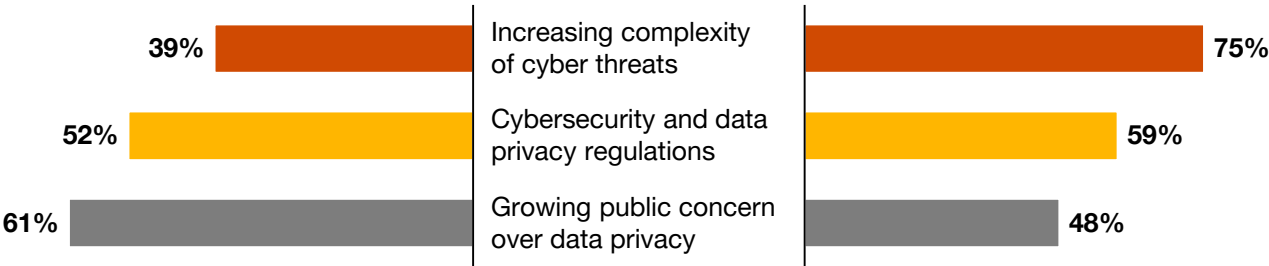 39%
Increasing complexity
of cyber threats
75%
52%
Cybersecurity and data
privacy regulations
59%
61%
Growing public concern
over data privacy
48%